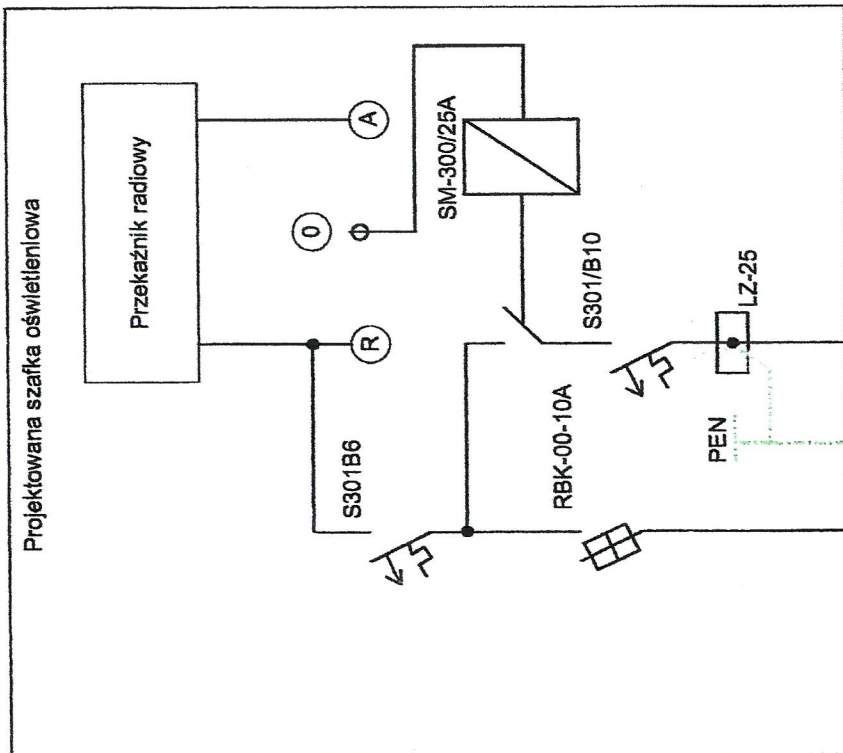 Projektowana szafka oświetleniowa
Przekaźnik radiowy
R
0
A
S301B6
SM-300/25A
RBK-00-10A
S301/B10
PEN
LZ-25